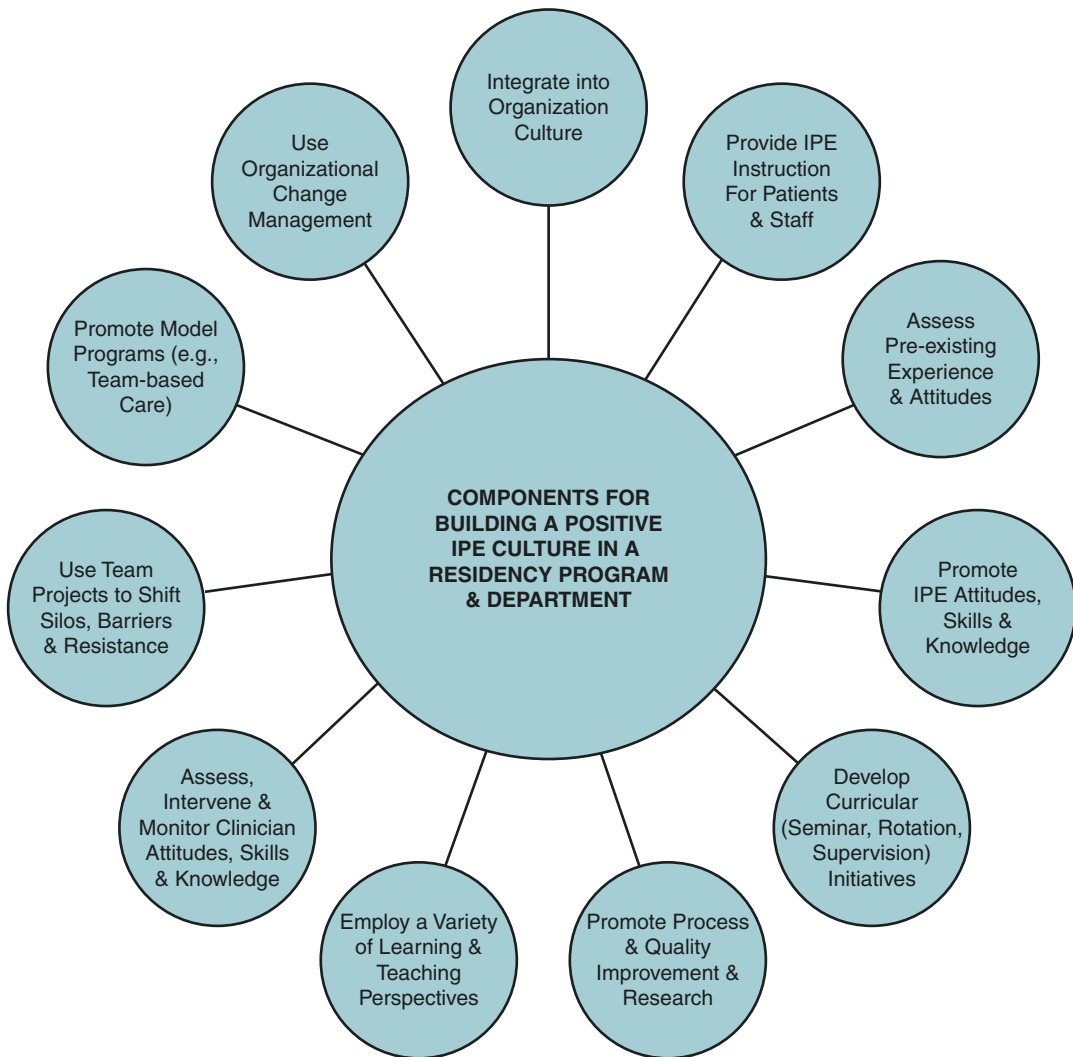 Integrate into
Organization
Culture
Provide IPE
Instruction
For Patients
& Staff
Assess
Pre-existing
Experience
& Attitudes
Promote
IPE Attitudes,
Skills &
Knowledge
Develop
Curricular
(Seminar, Rotation,
Supervision)
Initiatives
Promote Process
& Quality
Improvement &
Research
Employ a Variety
of Learning &
Teaching
Perspectives
Assess,
Intervene &
Monitor Clinician
Attitudes, Skills
& Knowledge
Use Team
Projects to Shift
Silos, Barriers
& Resistance
Promote Model
Programs (e.g.,
Team-based
Care)
Use
Organizational
Change
Management
COMPONENTS FOR
BUILDING A POSITIVE
IPE CULTURE IN A
RESIDENCY PROGRAM
& DEPARTMENT